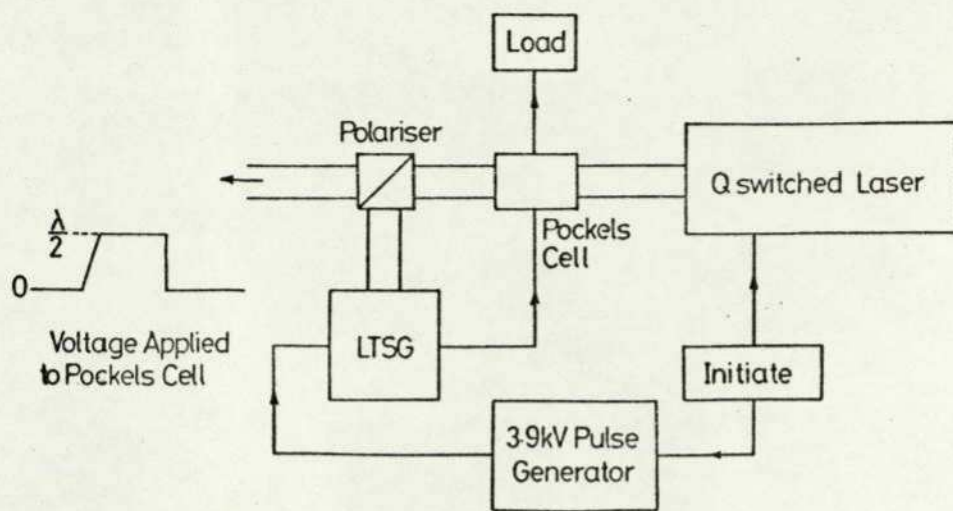 Load
Polariser
Q switched Laser
Pockels
Cell
λ/2
0
Voltage Applied
to Pockels Cell
LTSG
Initiate
3·9kV Pulse
Generator